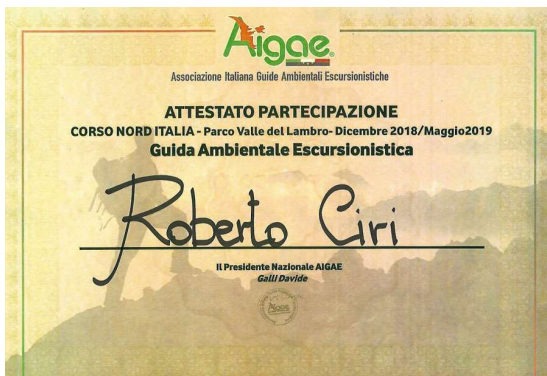 Aigae
Associazione Italiana Guide Ambientali Escursionistiche
ATTESTATO PARTECIPAZIONE
CORSO NORD ITALIA - Parco Valle del Lambro- Dicembre 2018/Maggio2019
Guida Ambientale Escursionistica
Roberto Ciri
Il Presidente Nazionale AIGAE
Galli Davide
Aigae